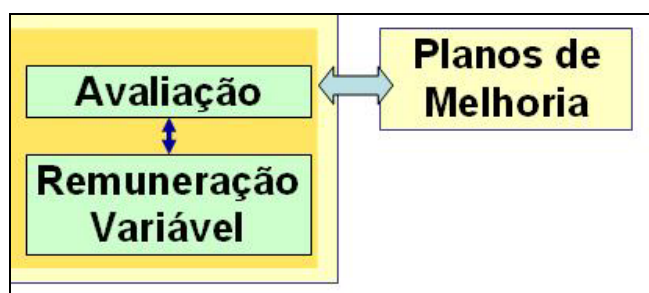 Avaliação
Remuneração
Variável
Planos de
Melhoria